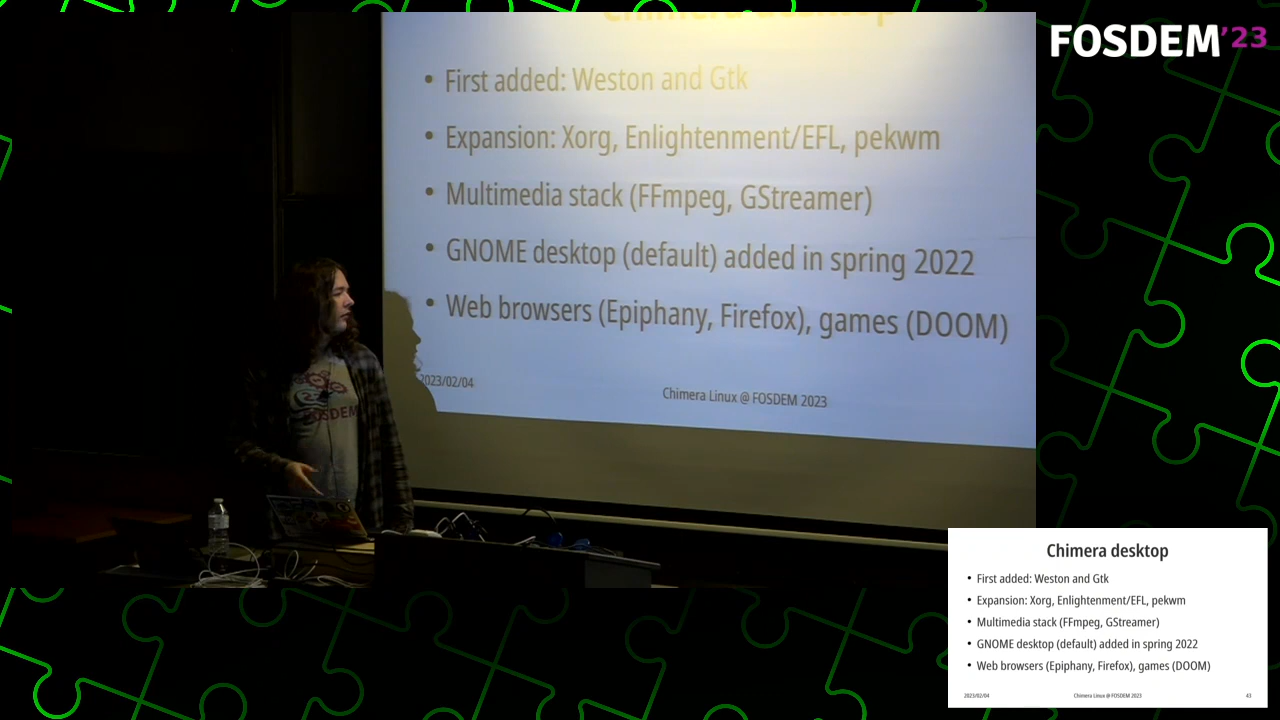 FOSDEM'23
Chimera desktop
• First added: Weston and Gtk
• Expansion: Xorg, Enlightenment/EFL, pekwm
• Multimedia stack (FFmpeg, GStreamer)
• GNOME desktop (default) added in spring 2022
• Web browsers (Epiphany, Firefox), games (DOOM)
2023/02/04
Chimera Linux @ FOSDEM 2023
FOSDEM
Chimera desktop
• First added: Weston and Gtk
• Expansion: Xorg, Enlightenment/EFL, pekwm
• Multimedia stack (FFmpeg, GStreamer)
• GNOME desktop (default) added in spring 2022
• Web browsers (Epiphany, Firefox), games (DOOM)
2023/02/04
Chimera Linux @ FOSDEM 2023
43